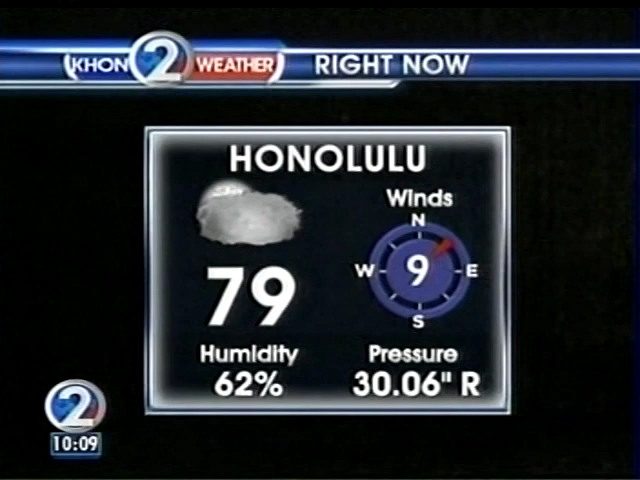 KHON 2 WEATHER RIGHT NOW
HONOLULU
Winds
N
W 9 E
S
79
Humidity
62%
Pressure
30.06" R
2
10:09